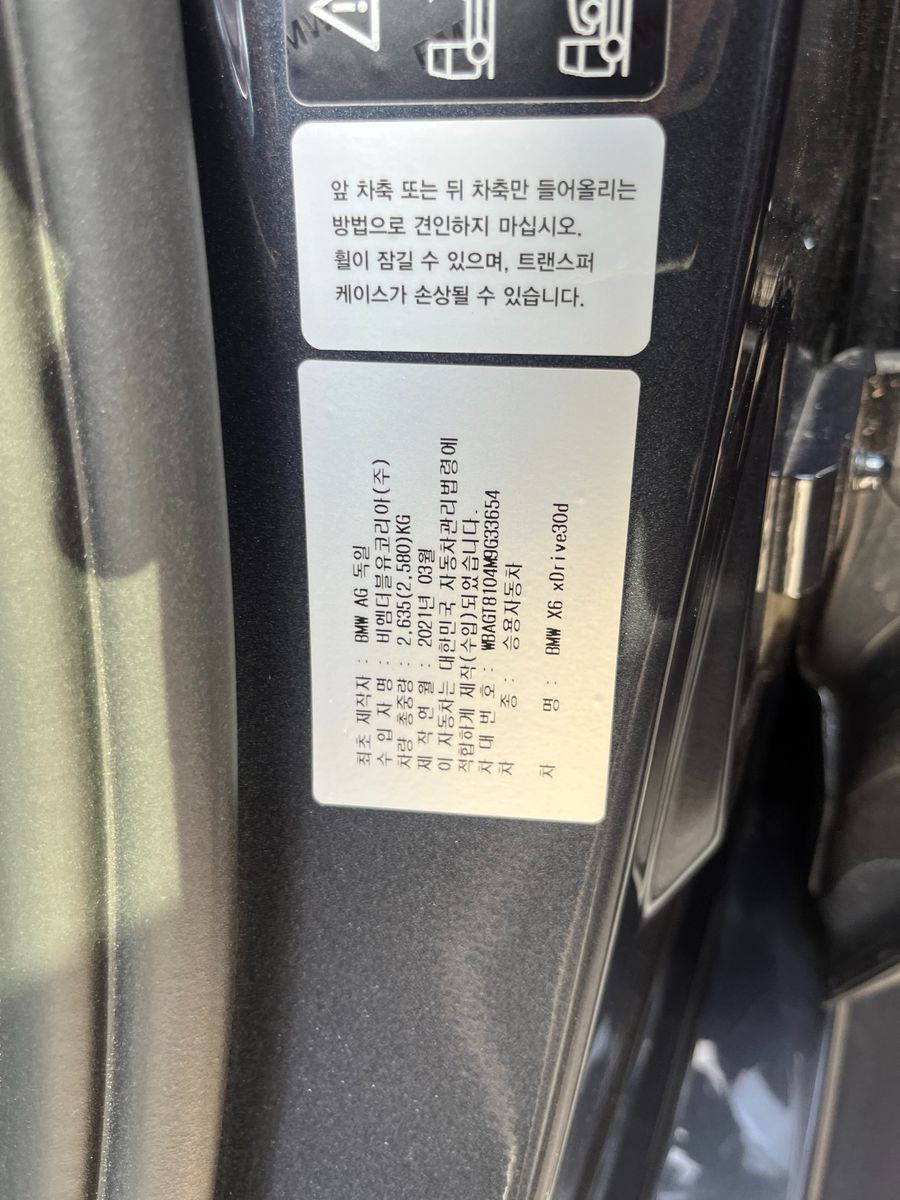 앞 차축 또는 뒤 차축만 들어올리는
방법으로 견인하지 마십시오.
휠이 잠길 수 있으며, 트랜스퍼
케이스가 손상될 수 있습니다.
최초 제작자 : BMW AG 독일
수 입 자 명 : 비엠더블유코리아(주)
차량 총중량 : 2,635(2,580)KG
제 작 연 월 : 2021년 03월
이 자동차는 대한민국 자동차관리법령에
적합하게 제작(수입)되었습니다.
차 대 번 호 : WBAGT8104M9G33654
차 종 : 승용자동차
차 명 : BMW X6 xDrive30d